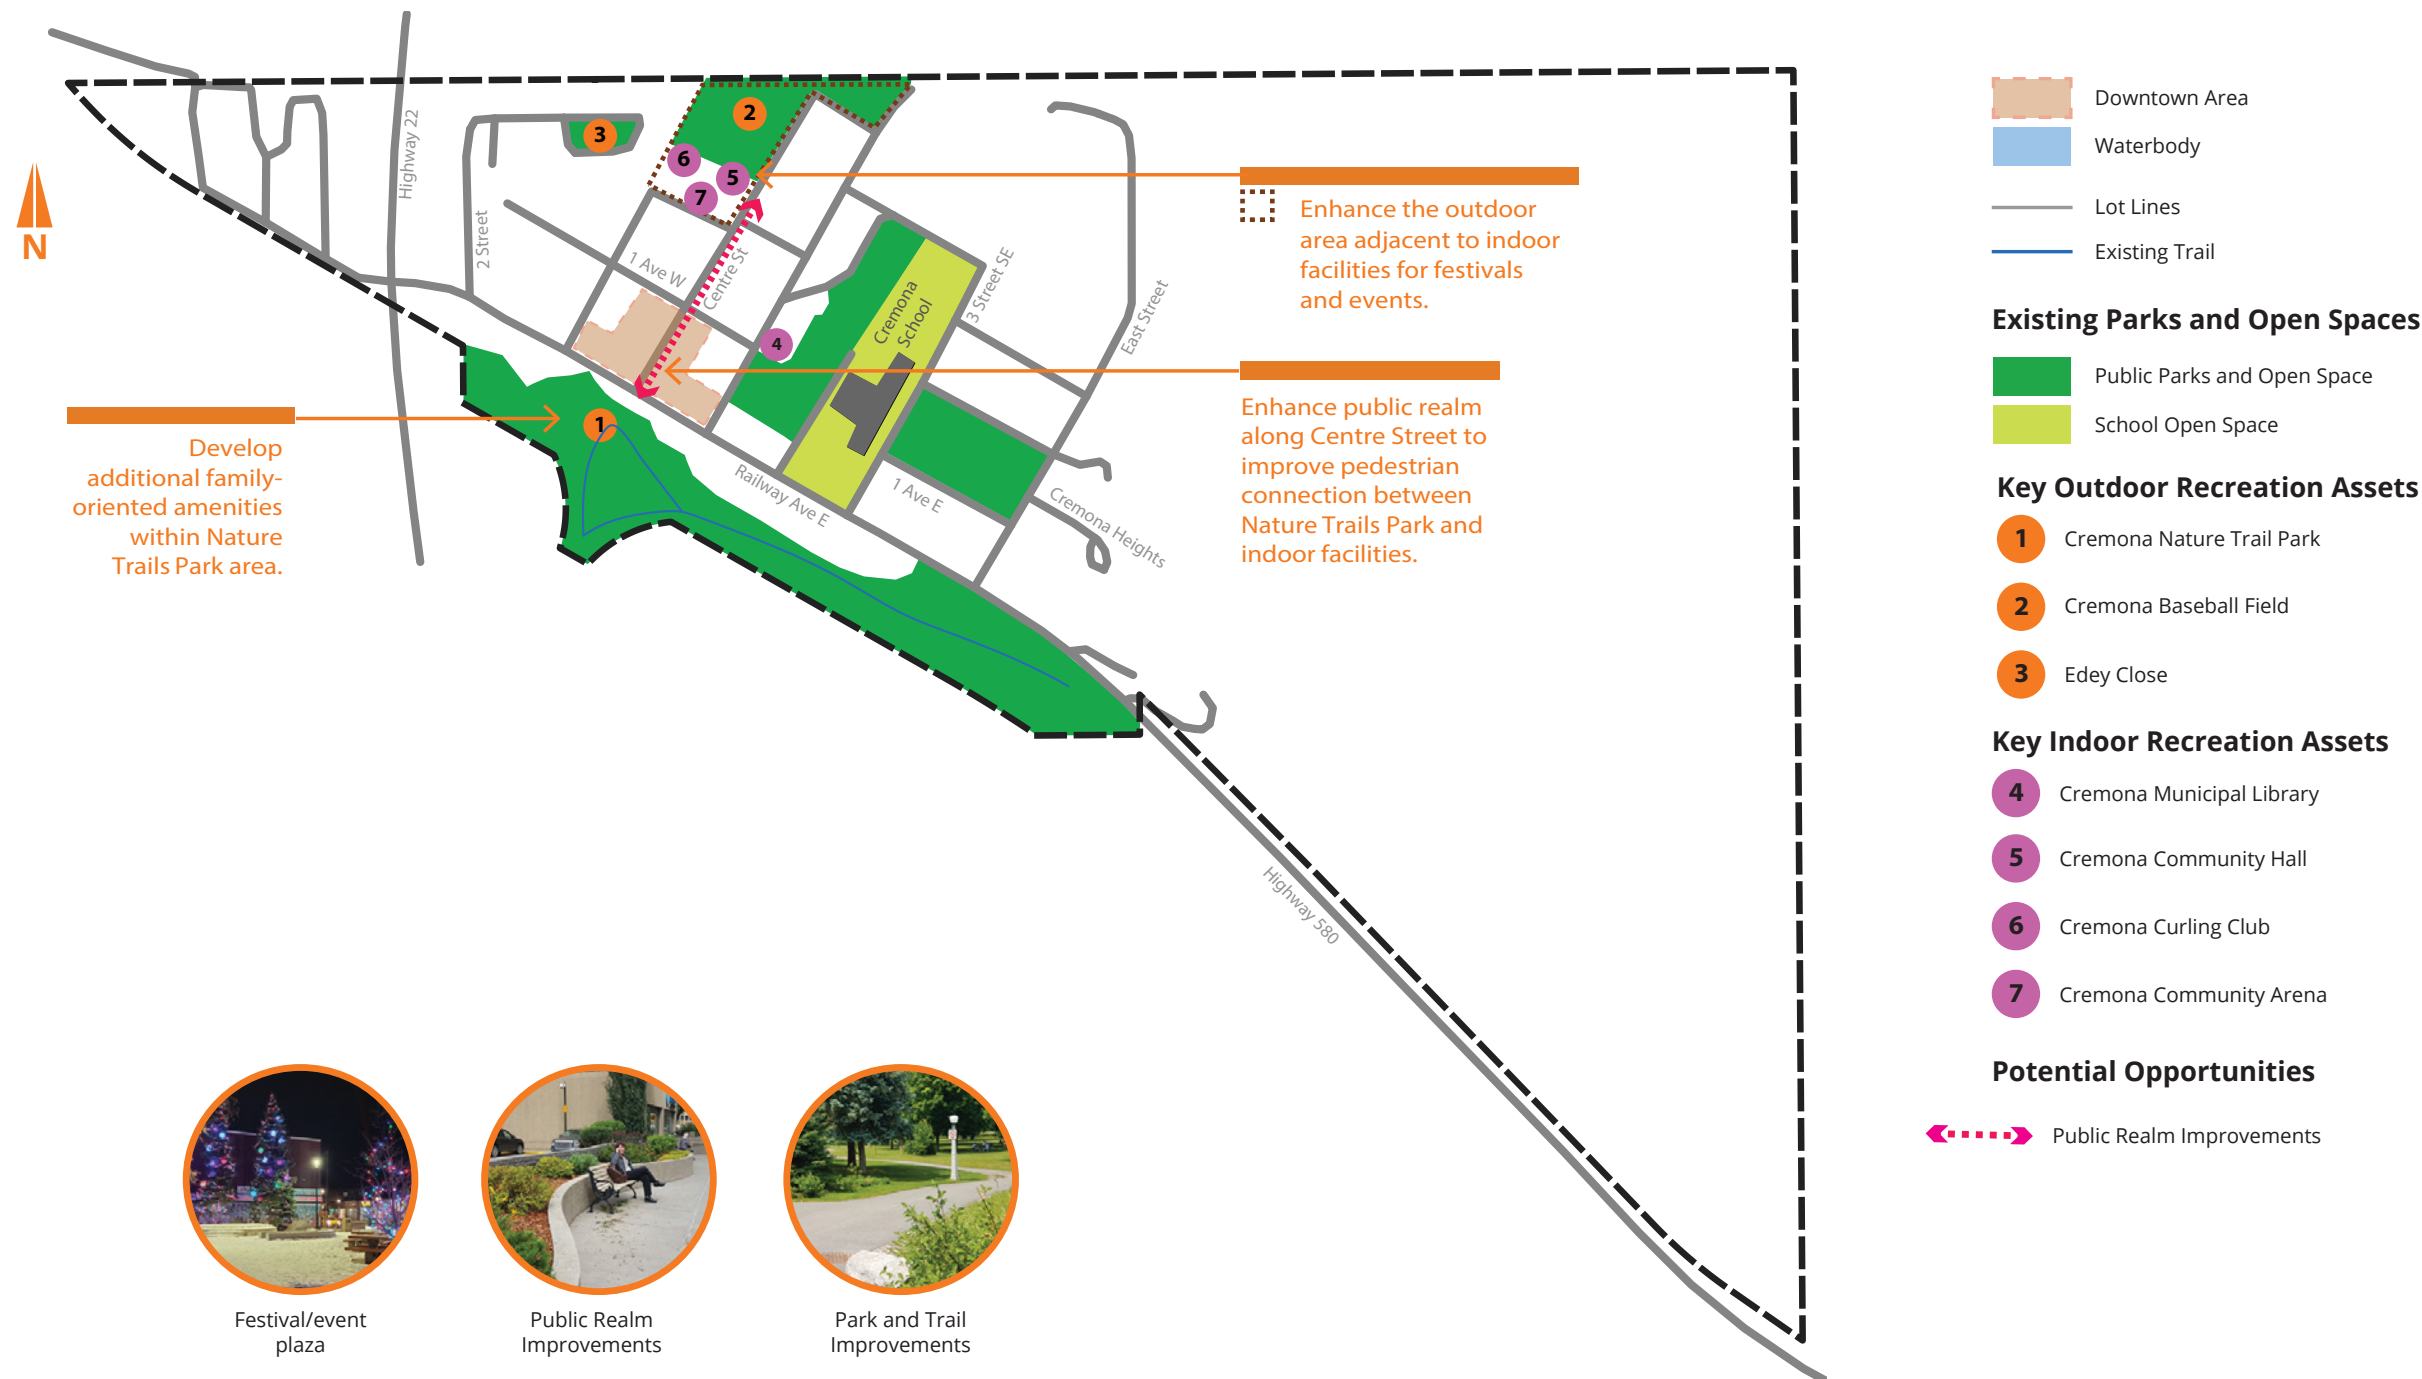 Highway 22
2 Street
1 Ave W
Centre St
Cremona
School
3 Street SE
East Street
Railway Ave E
1 Ave E
Cremona Heights
Highway 580
N
1
2
3
4
5
6
7
Develop
additional family-
oriented amenities
within Nature
Trails Park area.
Enhance the outdoor
area adjacent to indoor
facilities for festivals
and events.
Enhance public realm
along Centre Street to
improve pedestrian
connection between
Nature Trails Park and
indoor facilities.
Festival/event
plaza
Public Realm
Improvements
Park and Trail
Improvements
Downtown Area
Waterbody
Lot Lines
Existing Trail
Existing Parks and Open Spaces
Public Parks and Open Space
School Open Space
Key Outdoor Recreation Assets
1 Cremona Nature Trail Park
2 Cremona Baseball Field
3 Edey Close
Key Indoor Recreation Assets
4 Cremona Municipal Library
5 Cremona Community Hall
6 Cremona Curling Club
7 Cremona Community Arena
Potential Opportunities
Public Realm Improvements